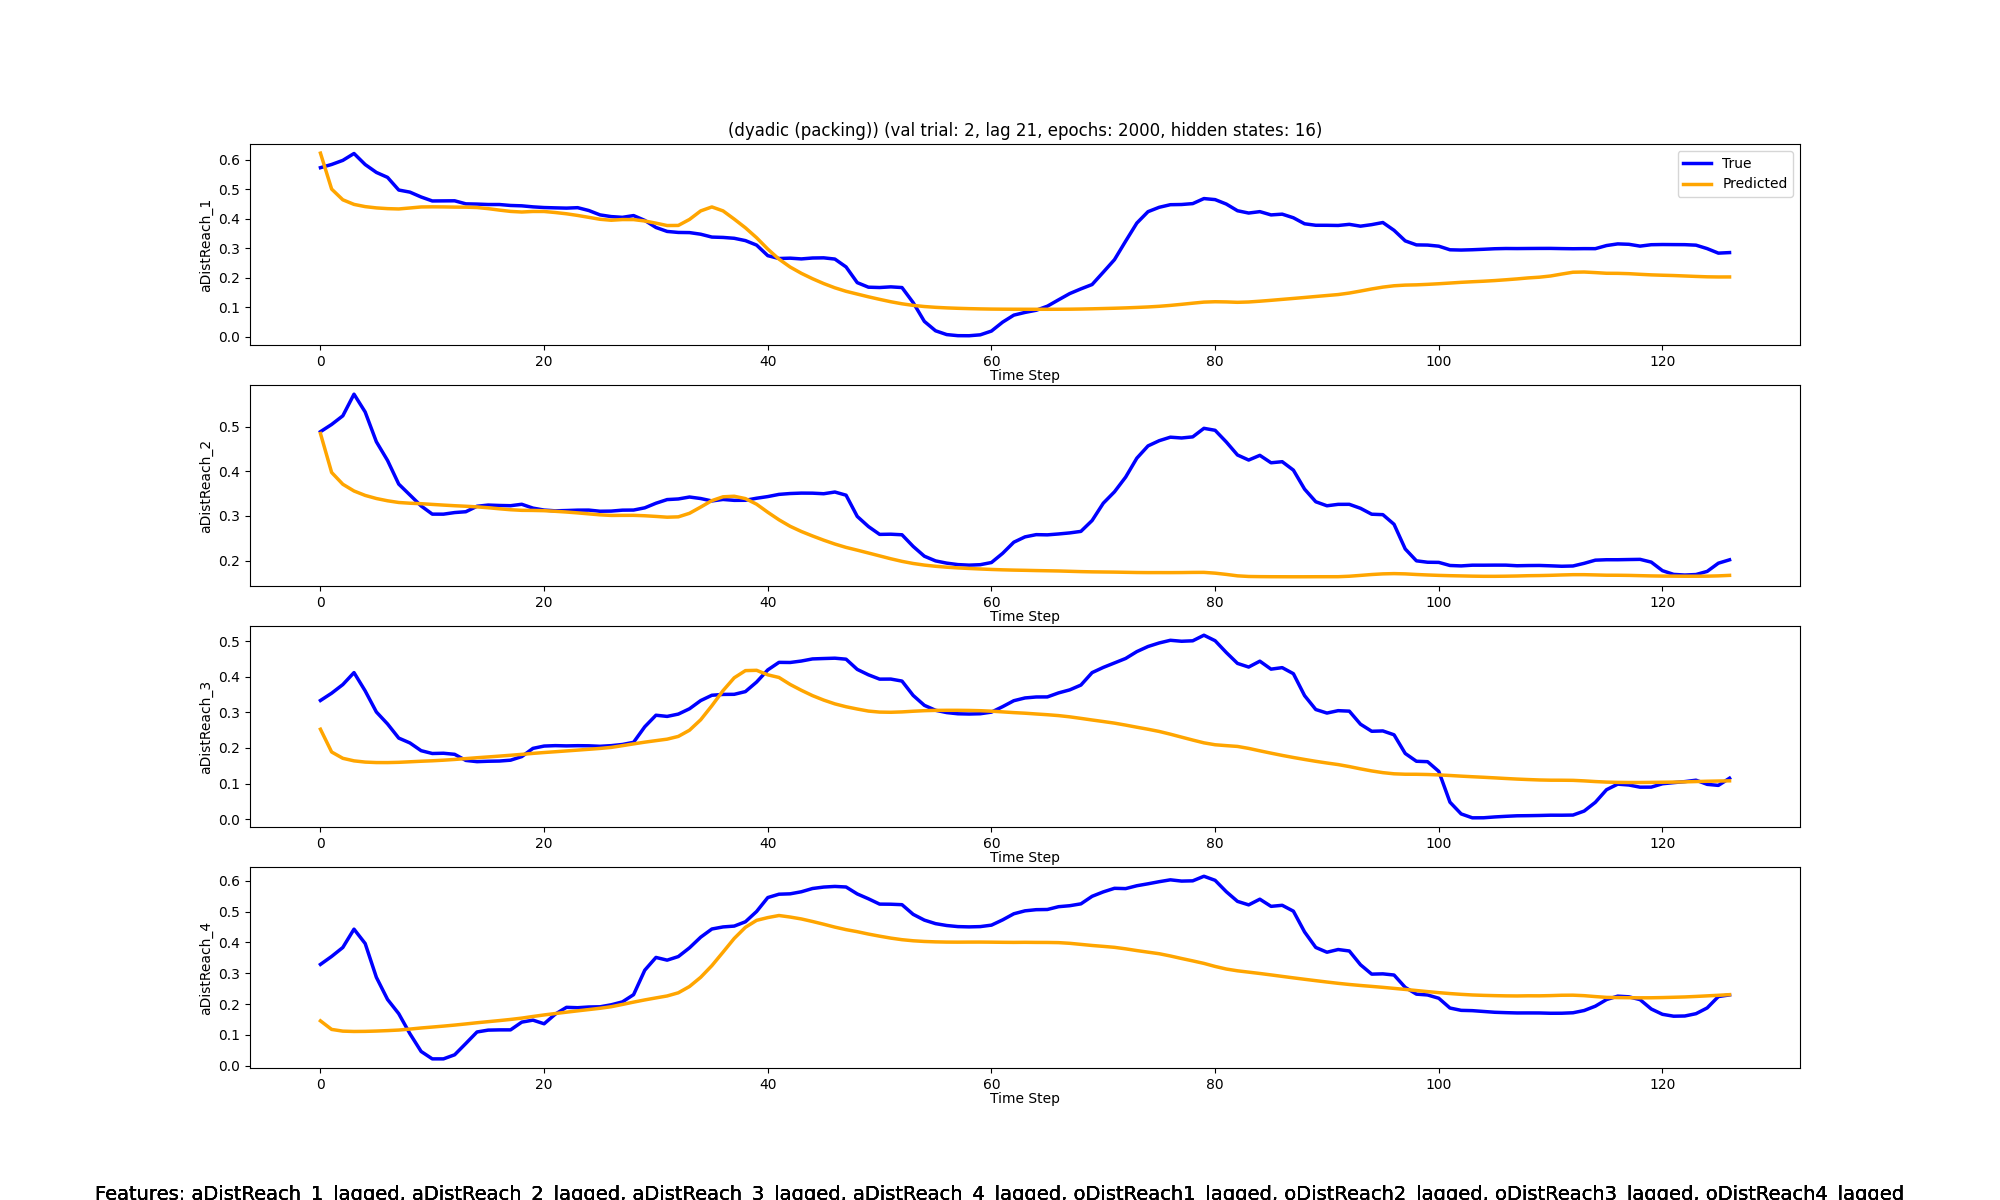 (dyadic (packing)) (val trial: 2, lag 21, epochs: 2000, hidden states: 16)
True
Predicted
aDistReach_1
0.6
0.5
0.4
0.3
0.2
0.1
0.0
0 20 40 60 80 100 120
Time Step
aDistReach_2
0.5
0.4
0.3
0.2
0 20 40 60 80 100 120
Time Step
aDistReach_3
0.5
0.4
0.3
0.2
0.1
0.0
0 20 40 60 80 100 120
Time Step
aDistReach_4
0.6
0.5
0.4
0.3
0.2
0.1
0.0
0 20 40 60 80 100 120
Time Step
Features: aDistReach_1_lagged, aDistReach_2_lagged, aDistReach_3_lagged, aDistReach_4_lagged, oDistReach1_lagged, oDistReach2_lagged, oDistReach3_lagged, oDistReach4_lagged